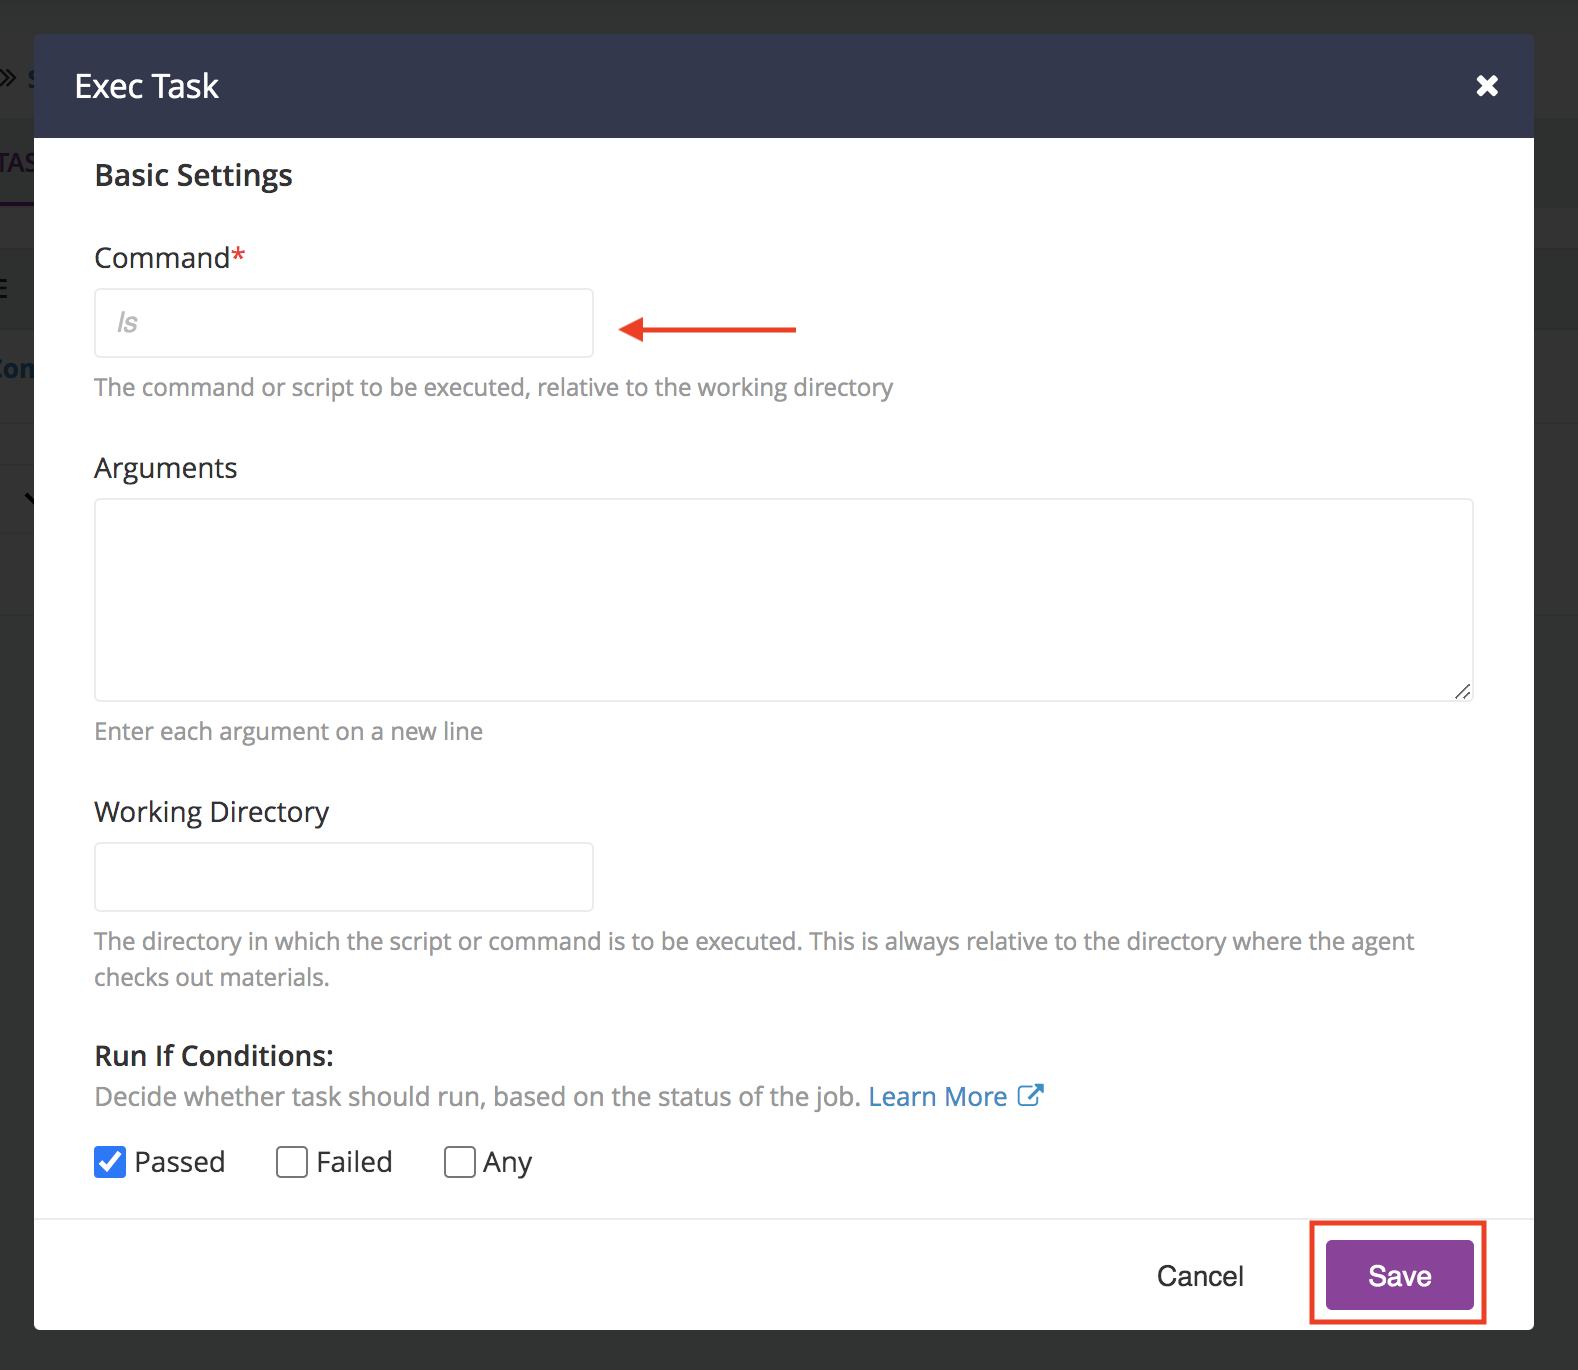 Exec Task
TAS
Basic Settings
Command*
ls
The command or script to be executed, relative to the working directory
Arguments
Enter each argument on a new line
Working Directory
The directory in which the script or command is to be executed. This is always relative to the directory where the agent
checks out materials.
Run If Conditions:
Decide whether task should run, based on the status of the job. Learn More
Passed Failed Any
Cancel Save